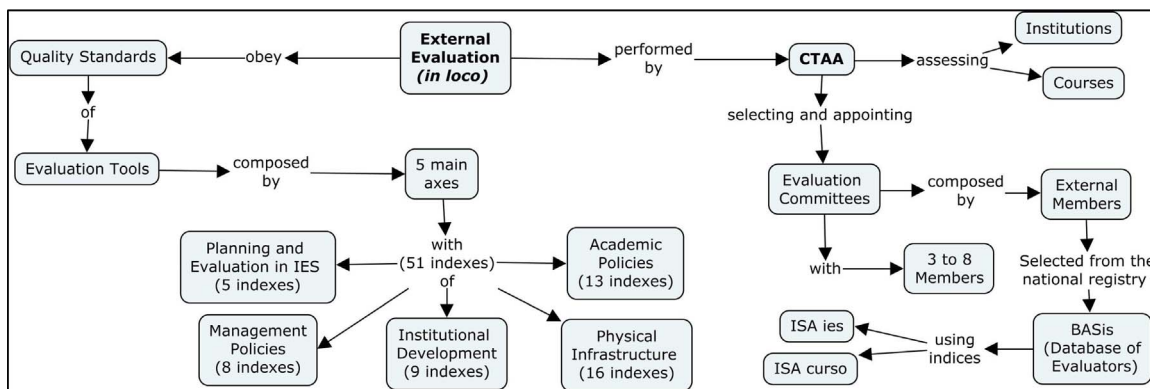 External
Evaluation
(in loco)
obey
Quality Standards
of
Evaluation Tools
composed
by
5 main
axes
with
(51 indexes)
of
Planning and
Evaluation in IES
(5 indexes)
Management
Policies
(8 indexes)
Institutional
Development
(9 indexes)
Physical
Infrastructure
(16 indexes)
Academic
Policies
(13 indexes)
performed
by
CTAA
assessing
Institutions
Courses
selecting and appointing
Evaluation
Committees
with
3 to 8
Members
composed
by
External
Members
Selected from the
national registry
BASis
(Database of
Evaluators)
using
indices
ISA ies
ISA curso